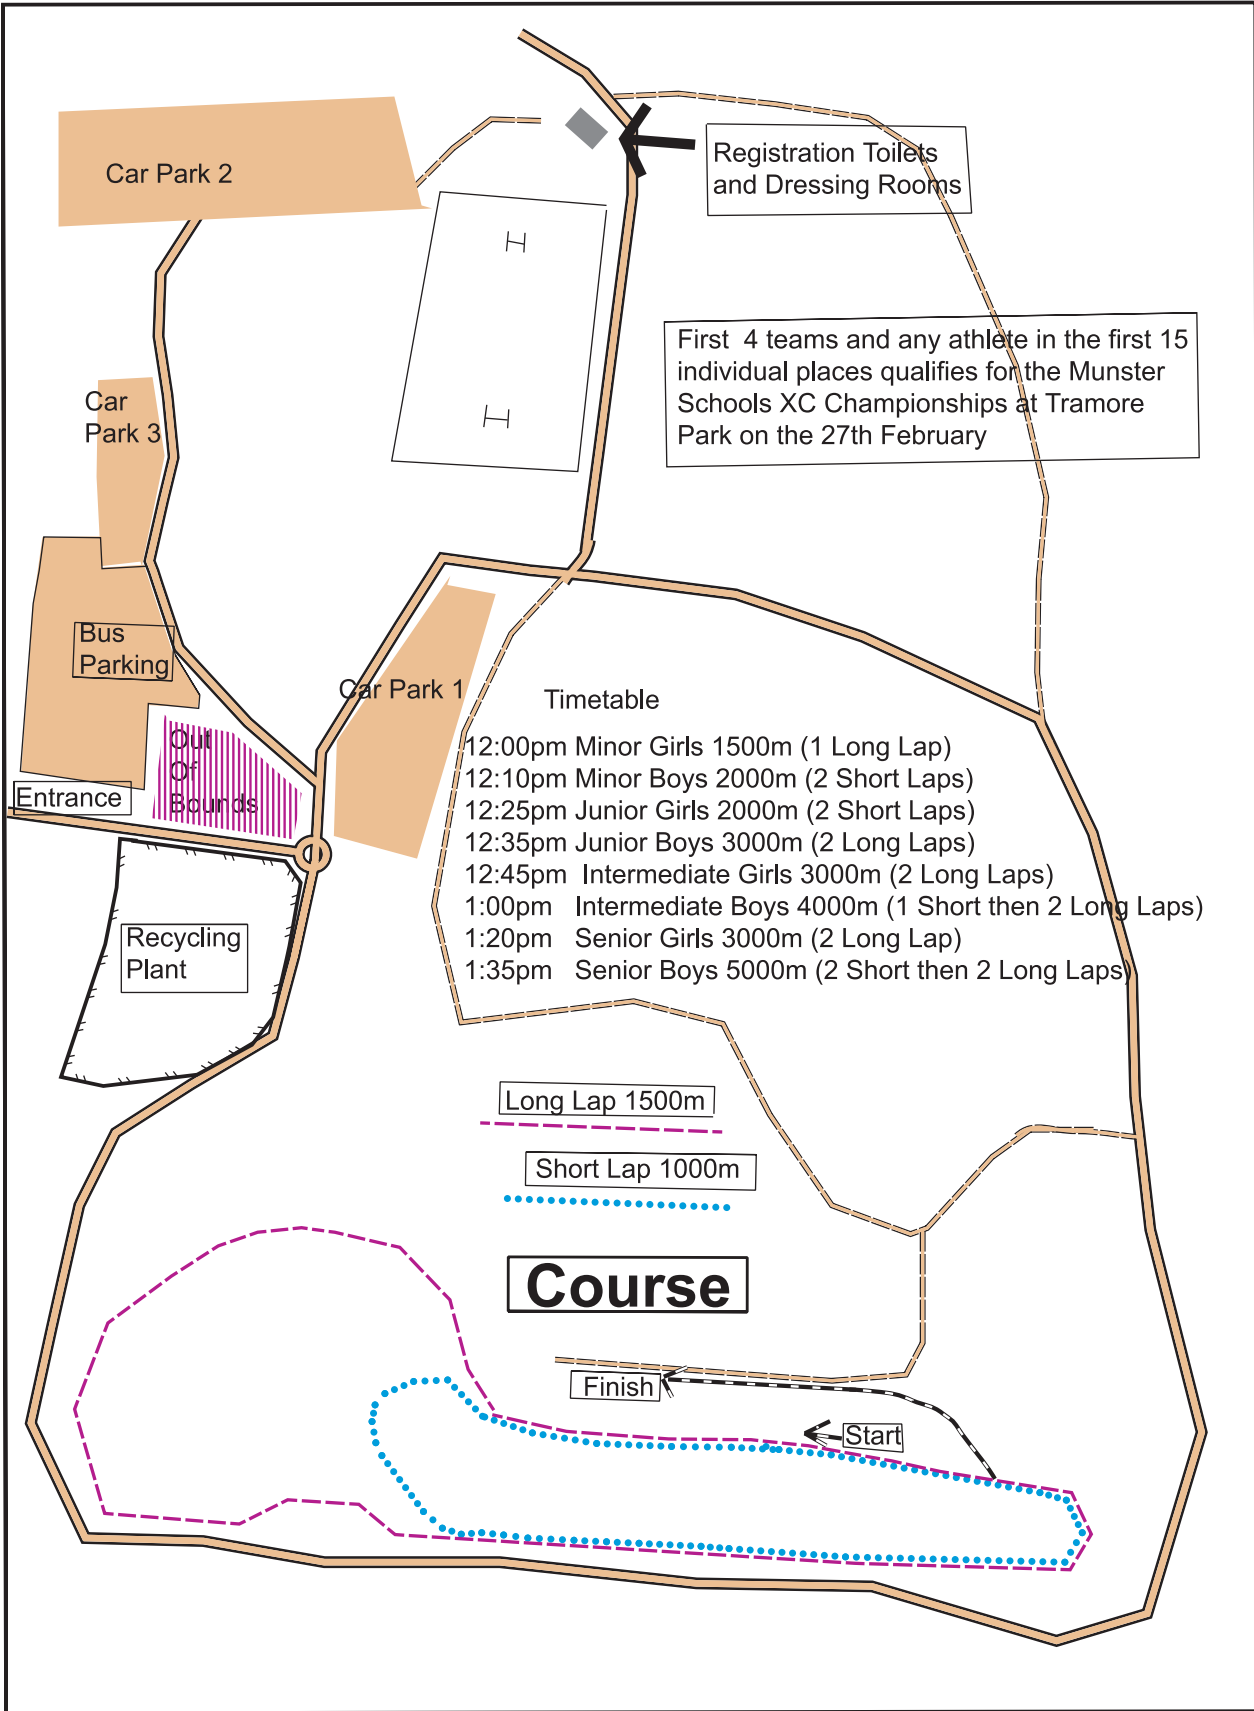 Car Park 2
Registration Toilets
and Dressing Rooms
First 4 teams and any athlete in the first 15
individual places qualifies for the Munster
Schools XC Championships at Tramore
Park on the 27th February
Car
Park 3
Bus
Parking
Car Park 1
Out
Of
Bounds
Entrance
Timetable
12:00pm Minor Girls 1500m (1 Long Lap)
12:10pm Minor Boys 2000m (2 Short Laps)
12:25pm Junior Girls 2000m (2 Short Laps)
12:35pm Junior Boys 3000m (2 Long Laps)
12:45pm Intermediate Girls 3000m (2 Long Laps)
1:00pm Intermediate Boys 4000m (1 Short then 2 Long Laps)
1:20pm Senior Girls 3000m (2 Long Lap)
1:35pm Senior Boys 5000m (2 Short then 2 Long Laps)
Recycling
Plant
Long Lap 1500m
Short Lap 1000m
Course
Finish
Start